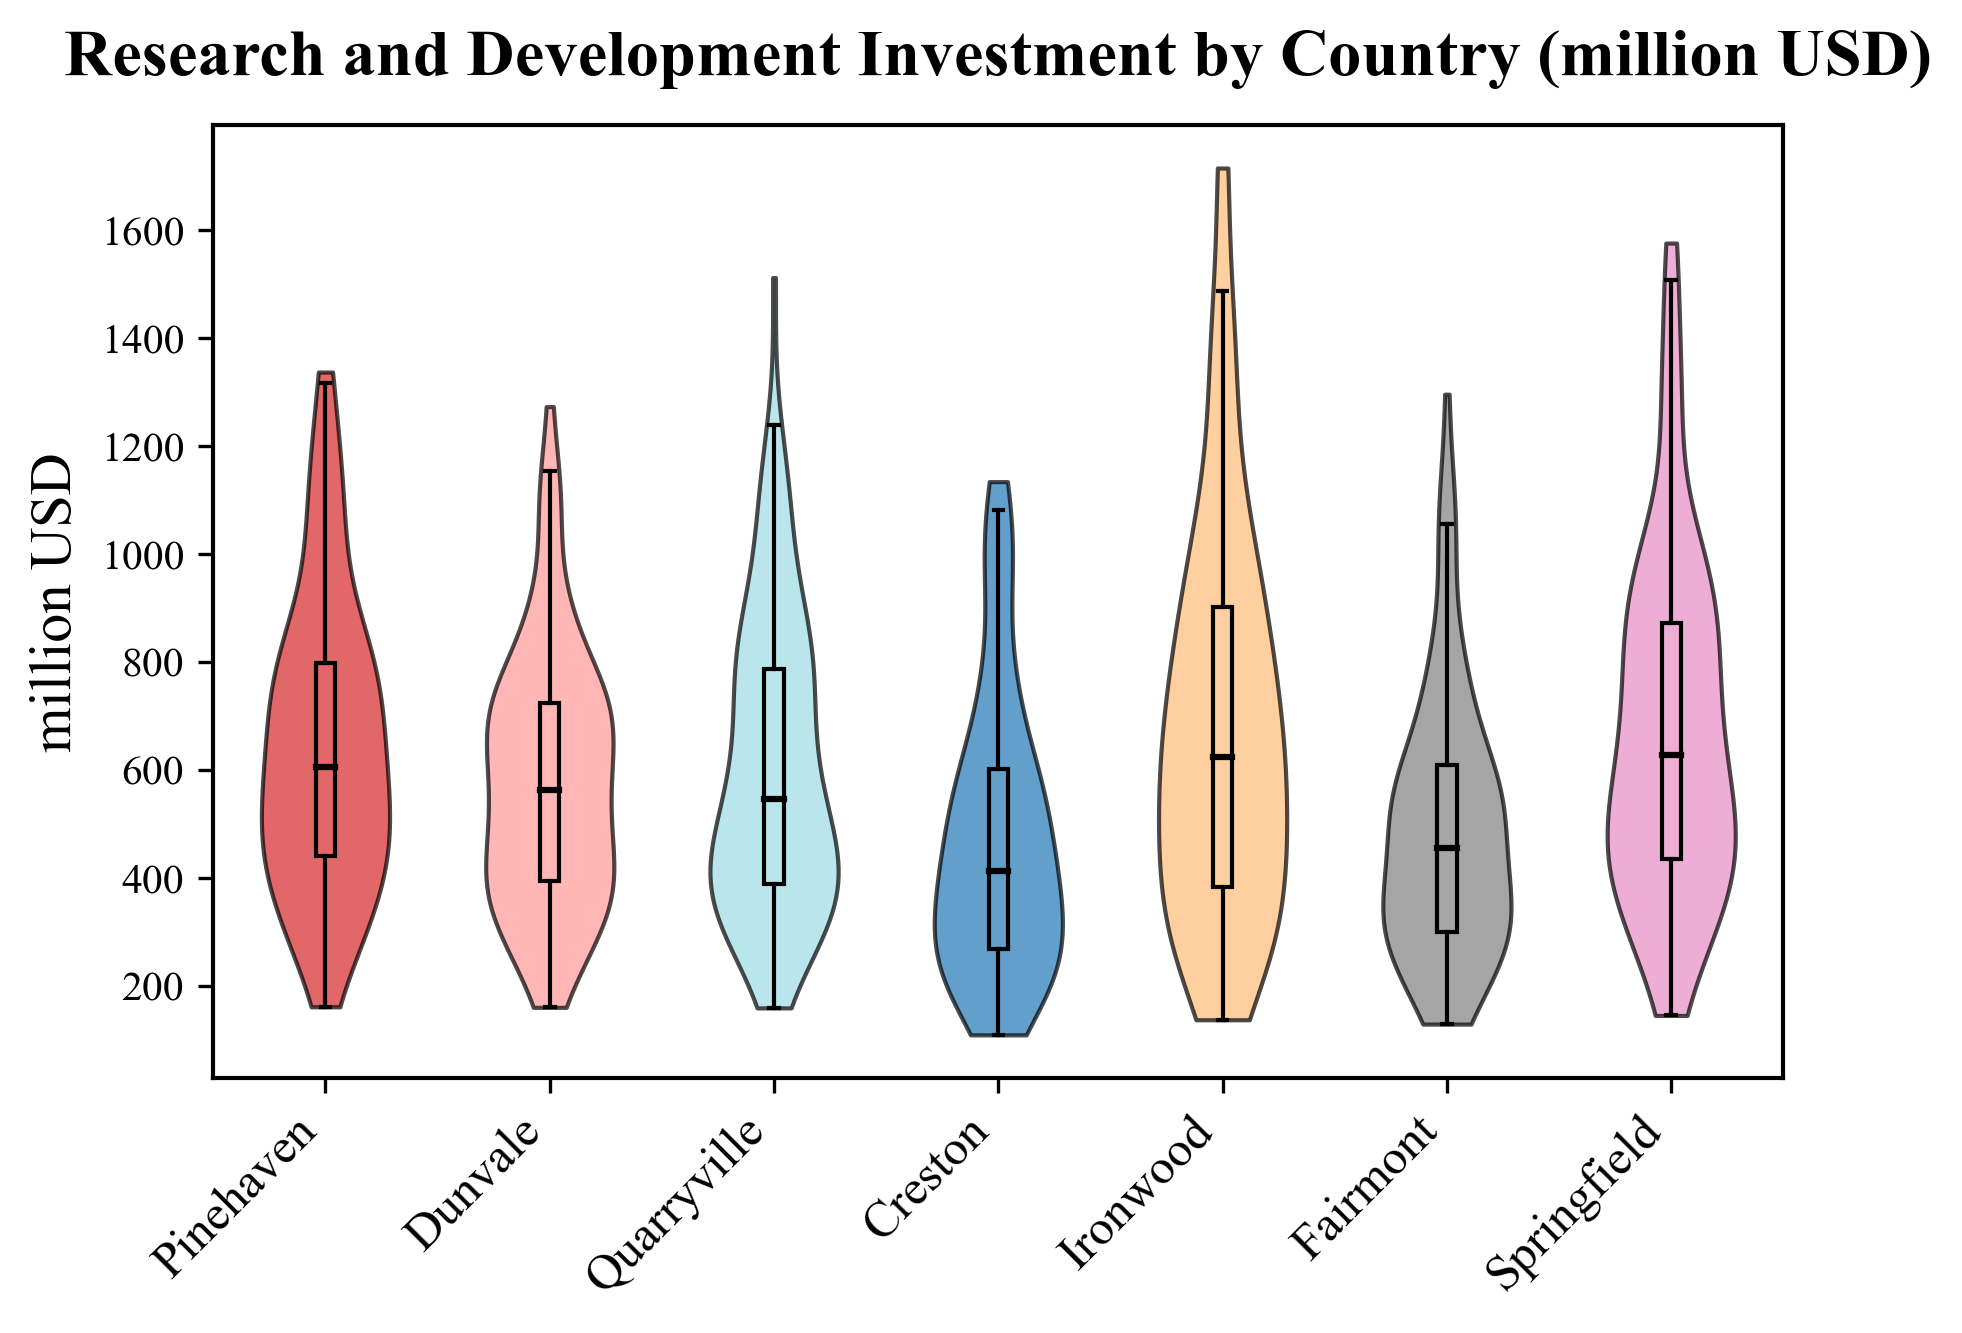 Research and Development Investment by Country (million USD)
million USD
1600
1400
1200
1000
800
600
400
200
Pinehaven
Dunvale
Quarryville
Creston
Ironwood
Fairmont
Springfield